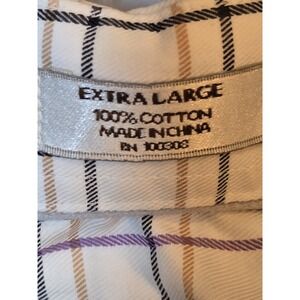 EXTRA LARGE
100% COTTON
MADE IN CHINA
RN 100308